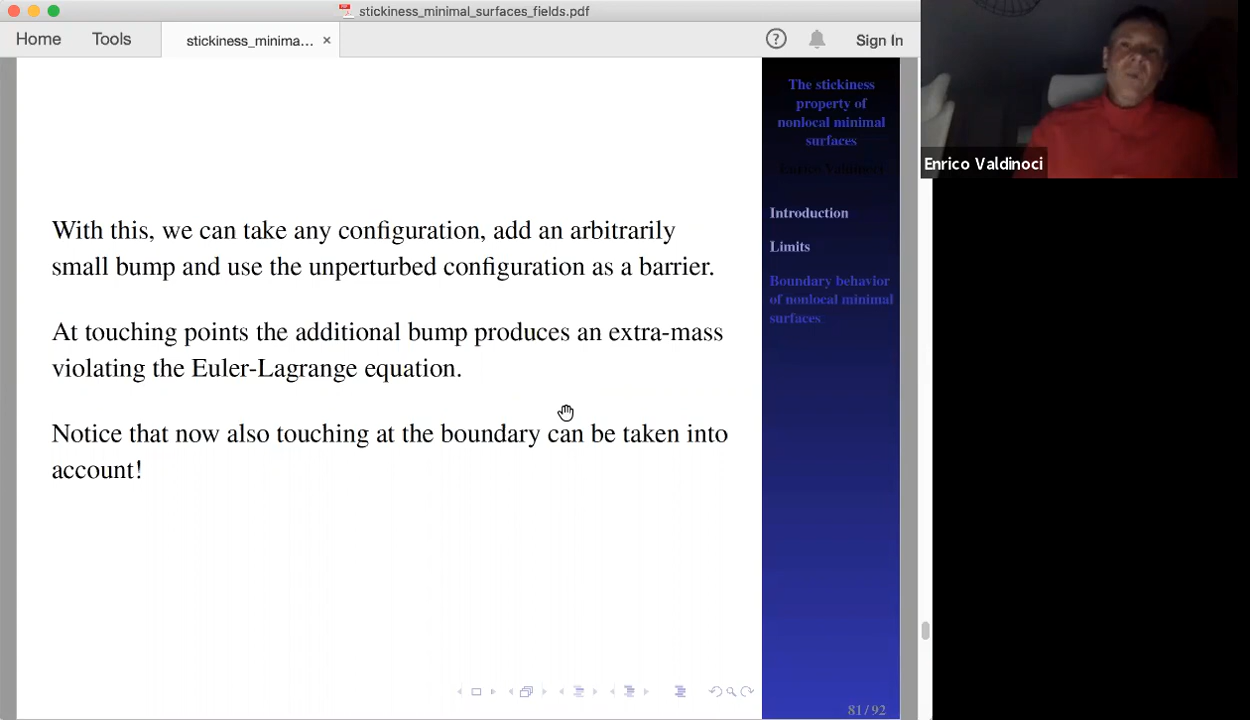 stickiness_minimal_surfaces_fields.pdf
Home
Tools
stickiness_minima...
Sign In
With this, we can take any configuration, add an arbitrarily
small bump and use the unperturbed configuration as a barrier.
At touching points the additional bump produces an extra-mass
violating the Euler-Lagrange equation.
Notice that now also touching at the boundary can be taken into
account!
The stickiness
property of
nonlocal minimal
surfaces
Enrico Valdinoci
Introduction
Limits
Boundary behavior
of nonlocal minimal
surfaces
81 / 92
Enrico Valdinoci